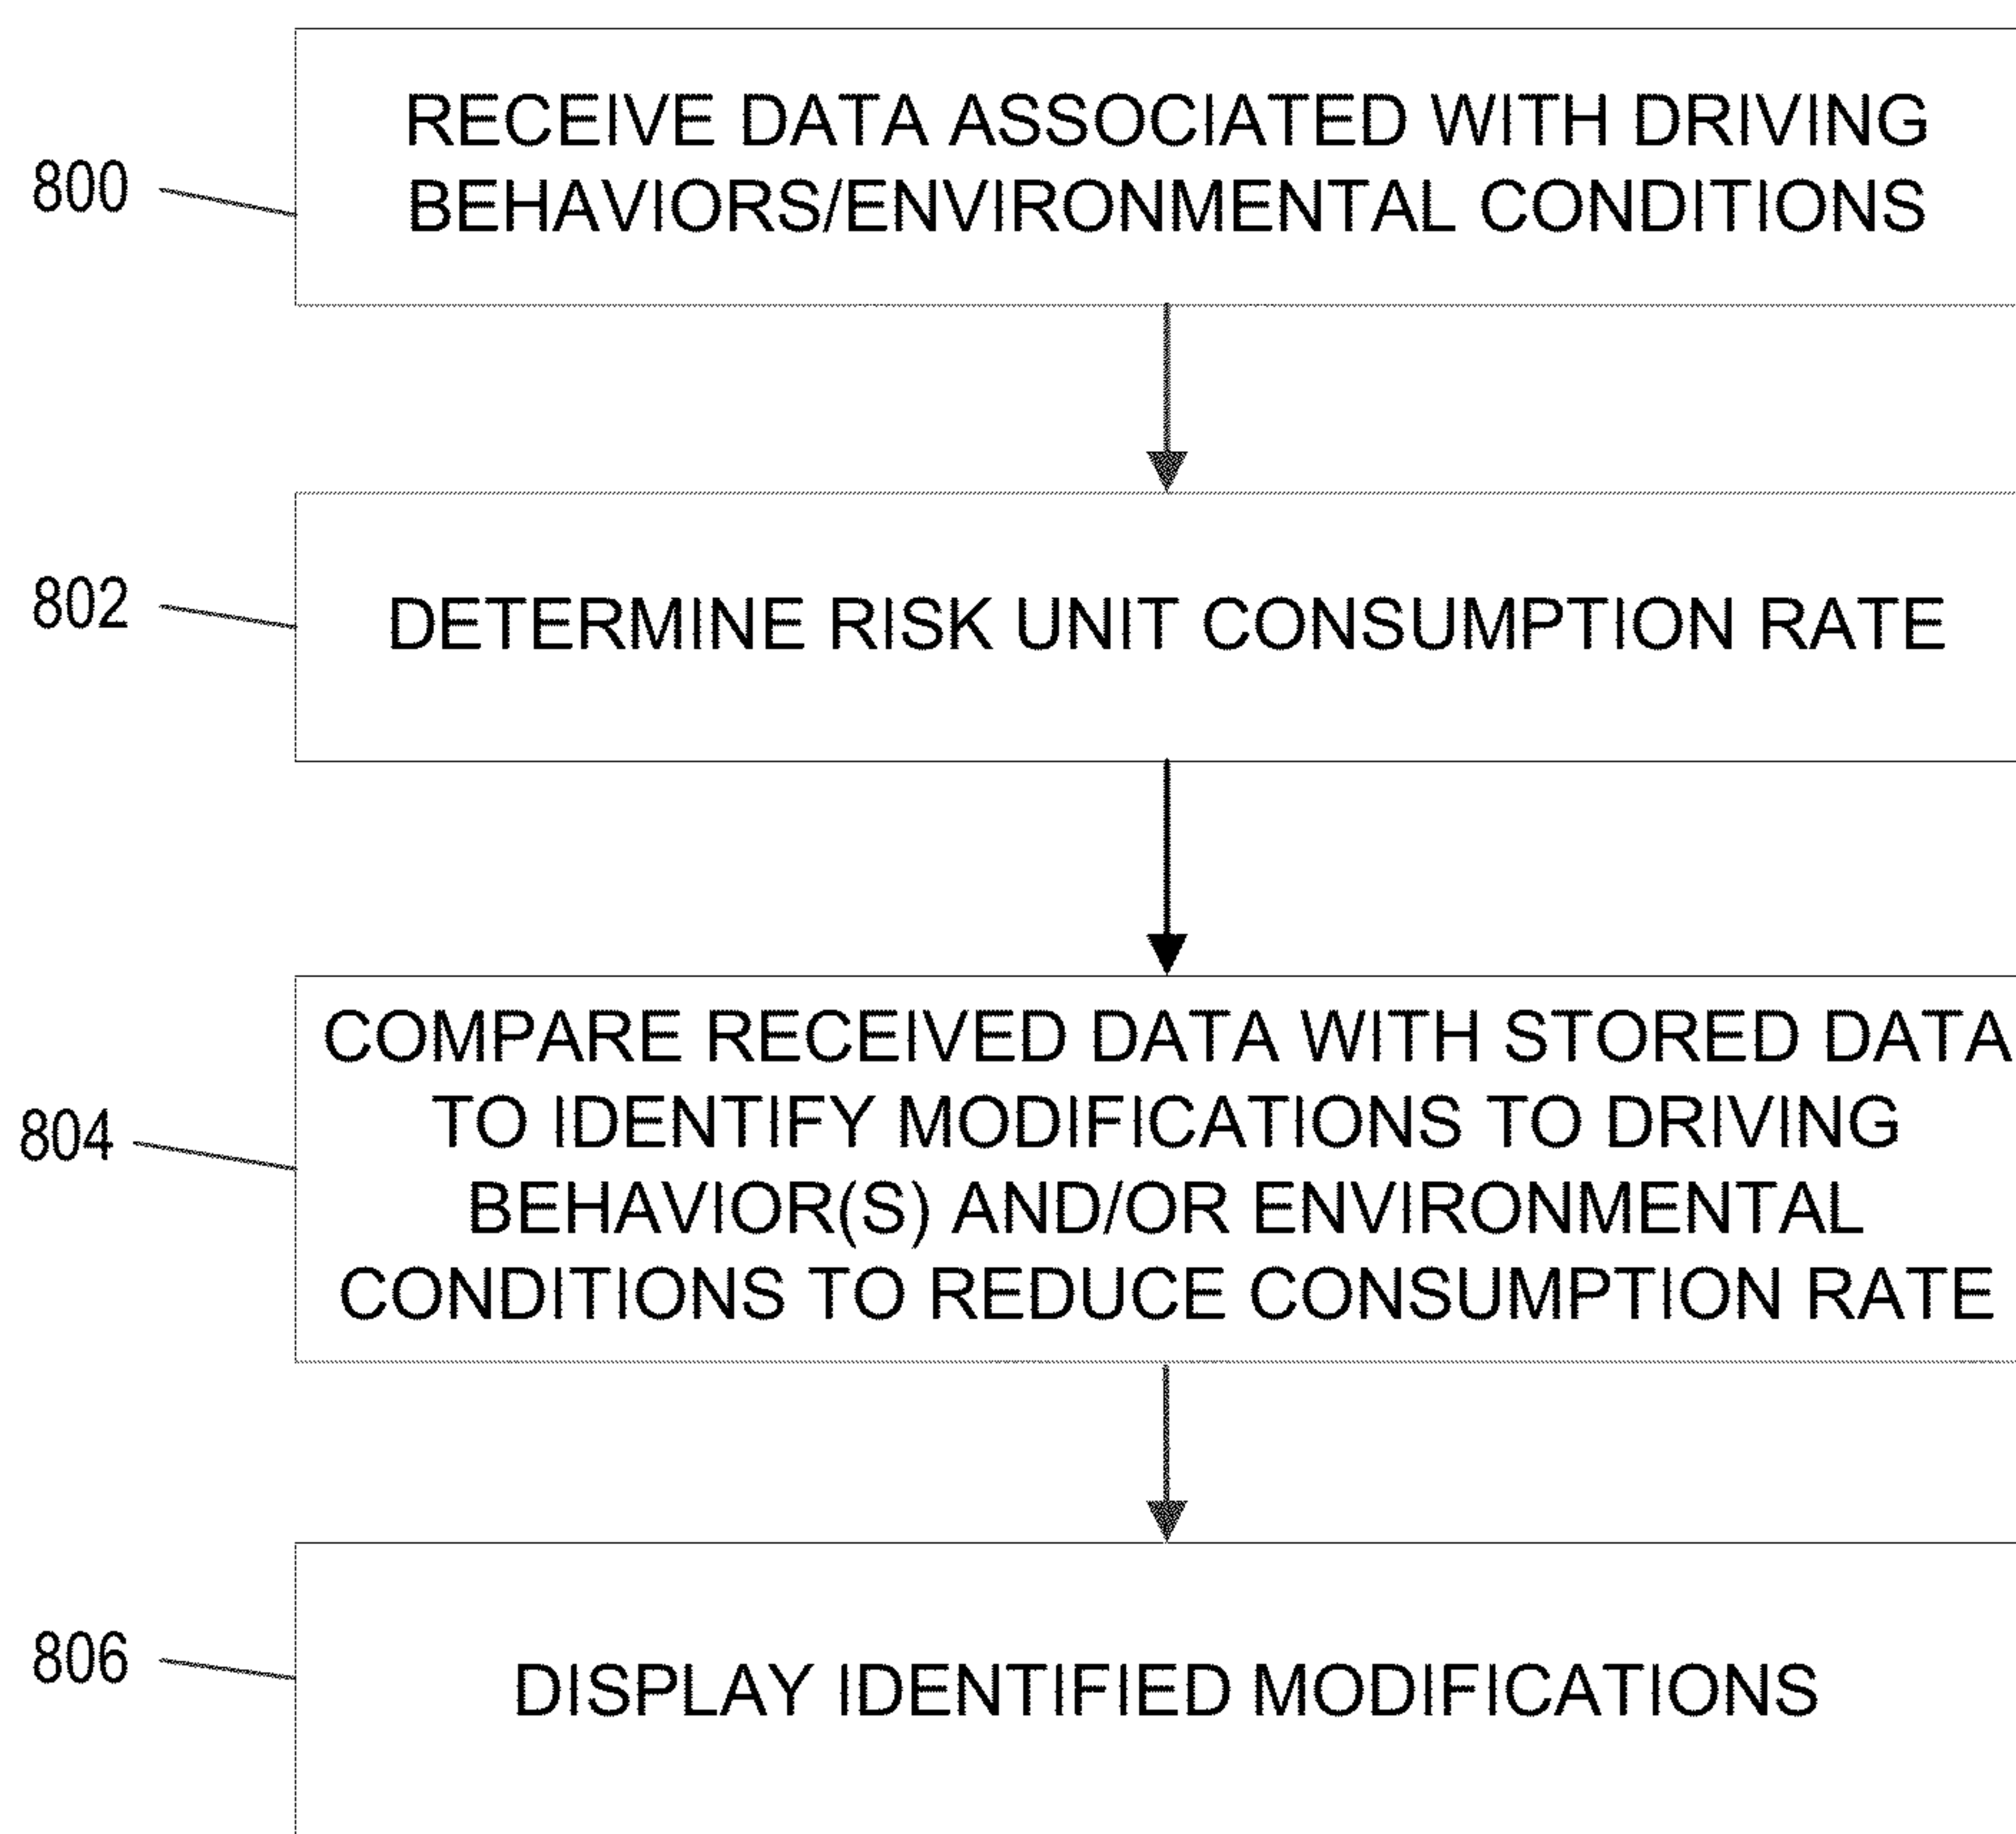 RECEIVE DATA ASSOCIATED WITH DRIVING
BEHAVIORS/ENVIRONMENTAL CONDITIONS
800
DETERMINE RISK UNIT CONSUMPTION RATE
802
COMPARE RECEIVED DATA WITH STORED DATA
TO IDENTIFY MODIFICATIONS TO DRIVING
BEHAVIOR(S) AND/OR ENVIRONMENTAL
CONDITIONS TO REDUCE CONSUMPTION RATE
804
DISPLAY IDENTIFIED MODIFICATIONS
806